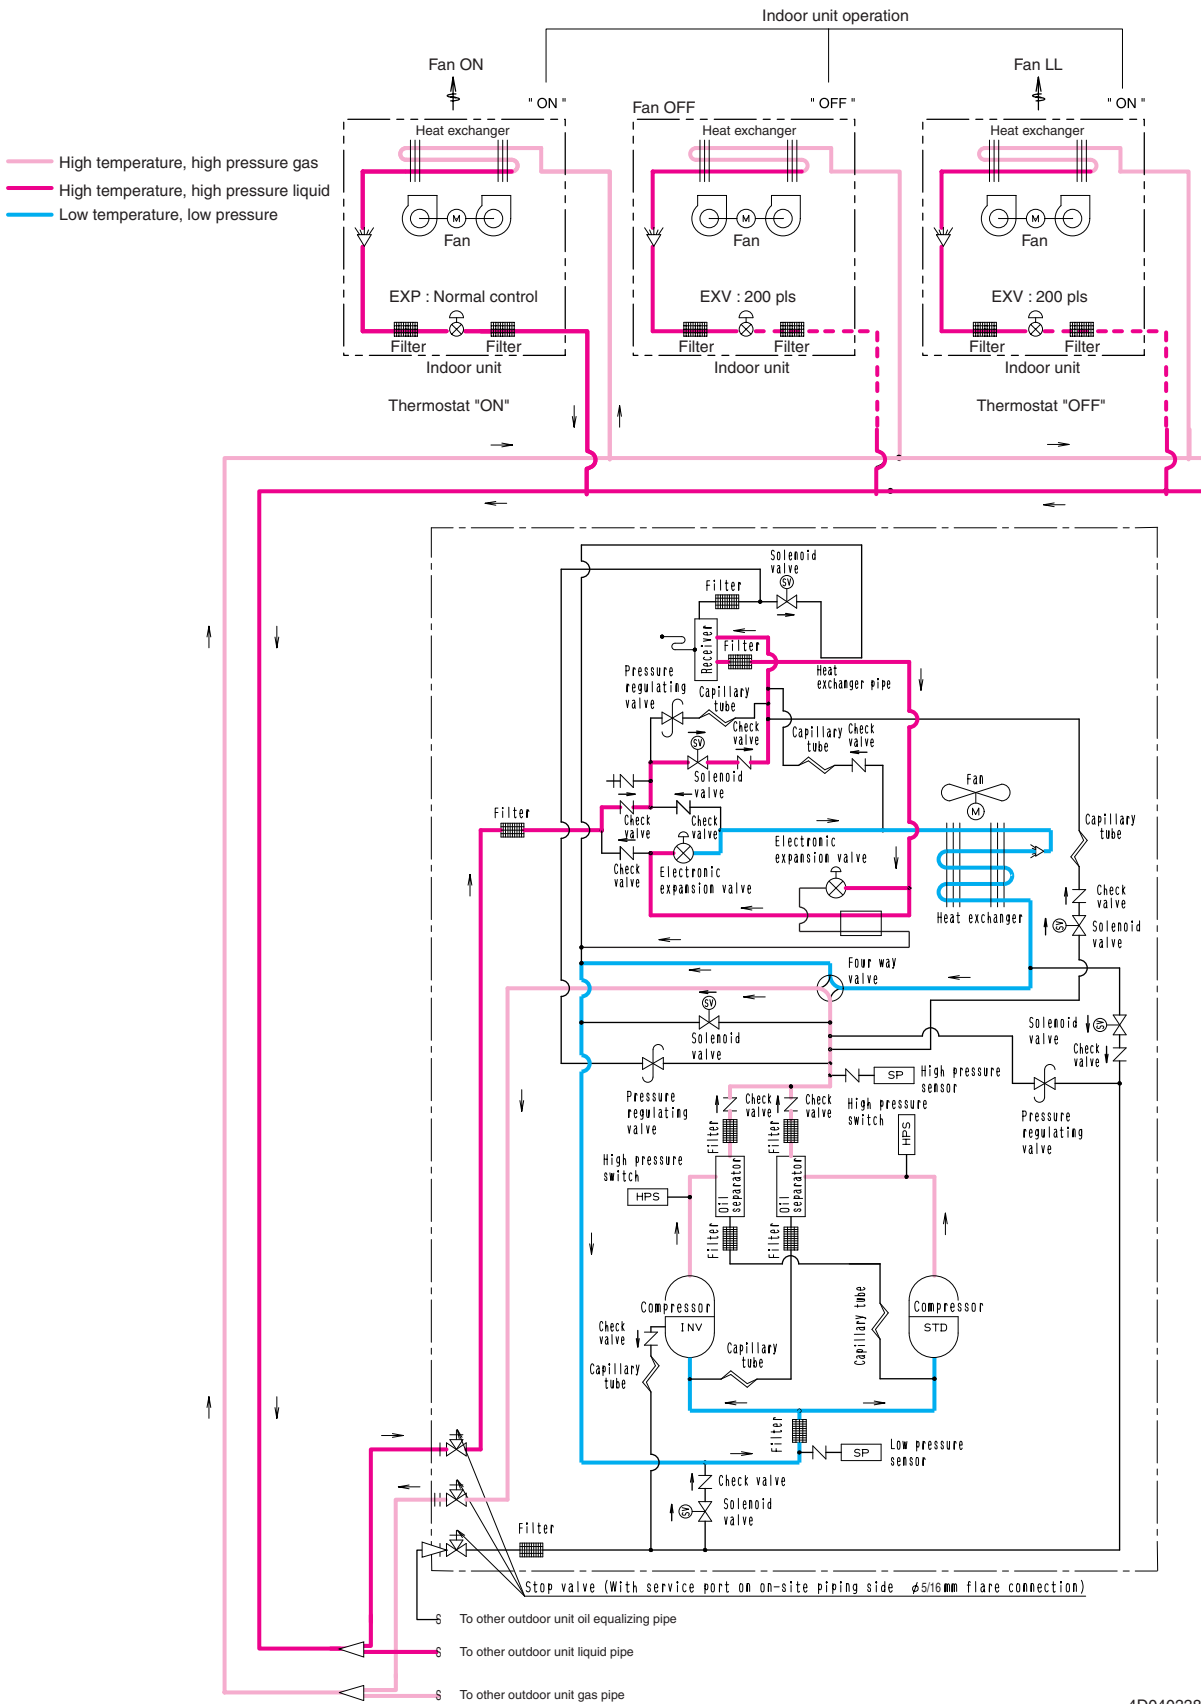 Indoor unit operation
Fan ON
" ON "
Fan OFF
" OFF "
Fan LL
" ON "
Heat exchanger
Heat exchanger
Heat exchanger
High temperature, high pressure gas
High temperature, high pressure liquid
Low temperature, low pressure
M
M
M
Fan
Fan
Fan
EXP : Normal control
EXV : 200 pls
EXV : 200 pls
Filter
Filter
Filter
Filter
Filter
Filter
Indoor unit
Indoor unit
Indoor unit
Thermostat "ON"
Thermostat "OFF"
Solenoid
valve
SV
Filter
Receiver
Filter
Heat
exchanger pipe
Pressure
regulating
valve
Capillary
tube
Check
valve
SV
Solenoid
valve
Capillary
tube
Check
valve
Fan
M
Filter
Check
valve
Check
valve
Check
valve
Electronic
expansion valve
Electronic
expansion valve
Capillary
tube
Heat exchanger
Check
valve
SV
Solenoid
valve
Four way
valve
SV
Solenoid
valve
Solenoid
valve
SV
Check
valve
SP
High pressure
sensor
Pressure
regulating
valve
Check
valve
Check
valve
High pressure
switch
HPS
Pressure
regulating
valve
Filter
Filter
High pressure
switch
HPS
Oil
separator
Oil
separator
Filter
Filter
Compressor
INV
Compressor
STD
Check
valve
Capillary
tube
Capillary
tube
Capillary tube
Filter
SP
Low pressure
sensor
Check valve
SV
Solenoid
valve
Filter
Stop valve (With service port on on-site piping side φ5/16mm flare connection)
To other outdoor unit oil equalizing pipe
To other outdoor unit liquid pipe
To other outdoor unit gas pipe